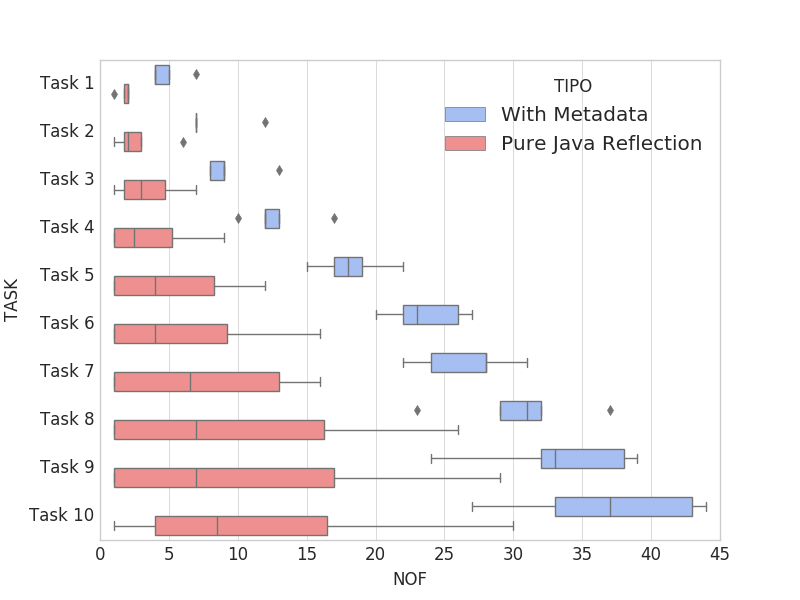 TIPO
With Metadata
Pure Java Reflection
TASK
Task 1
Task 2
Task 3
Task 4
Task 5
Task 6
Task 7
Task 8
Task 9
Task 10
0 5 10 15 20 25 30 35 40 45
NOF